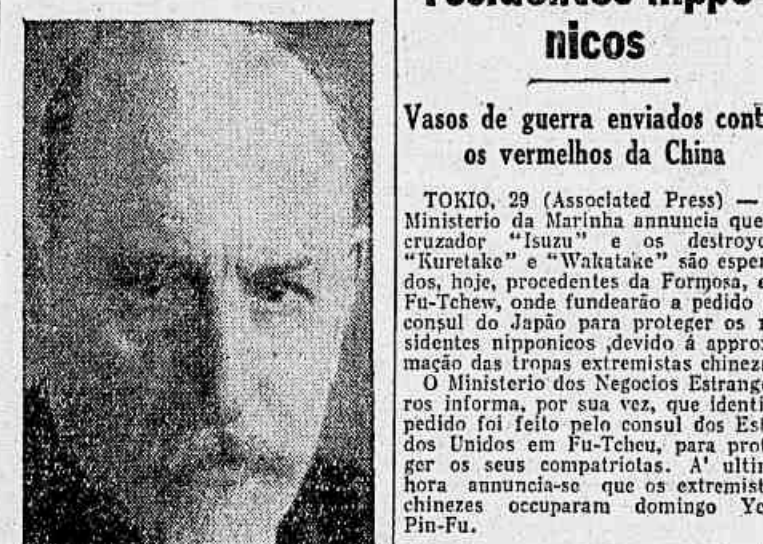 residentes nippo
nicos
Vasos de guerra enviados cont
os vermelhos da China
TOKIO, 29 (Associated Press) —
Ministerio da Marinha annuncia que
cruzador "Isuzu" e os destroye
"Kuretake" e "Wakatake" são esper
dos, hoje, procedentes da Formosa, e
Fu-Tchew, onde fundearão a pedido
consul do Japão para proteger os r
sidentes nipponicos ,devido á approx
mação das tropas extremistas chineza
O Ministerio dos Negocios Estrange
ros informa, por sua vez, que identi
pedido foi feito pelo consul dos Est
dos Unidos em Fu-Tcheu, para prot
ger os seus compatriotas. A' ultim
hora annuncia-se que os extremist
chinezes occuparam domingo Ye
Pin-Fu.